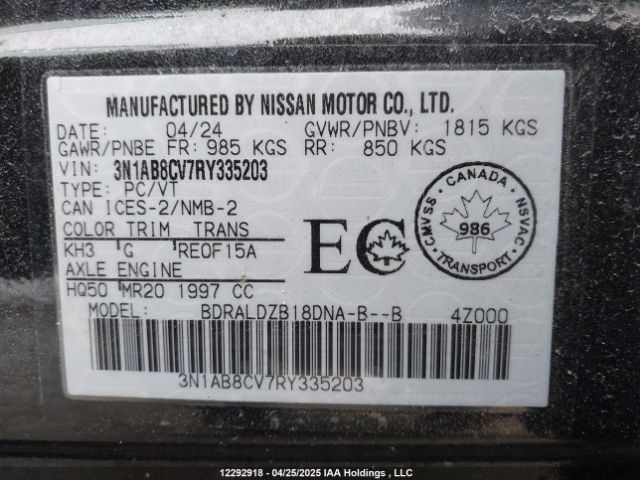 MANUFACTURED BY NISSAN MOTOR CO., LTD.
DATE: 04/24 GVWR/PNBV: 1815 KGS
GAWR/PNBE FR: 985 KGS RR: 850 KGS
VIN: 3N1AB8CV7RY335203
TYPE: PC/VT
CAN ICES-2/NMB-2
COLOR TRIM TRANS
KH3 G RE0F15A
AXLE ENGINE
HQ50 MR20 1997 CC
EC
CANADA
CMVSS 986 NSVAC
TRANSPORT
MODEL: BDRALDZB18DNA-B--B 4Z000
3N1AB8CV7RY335203
12292918 - 04/25/2025 IAA Holdings , LLC